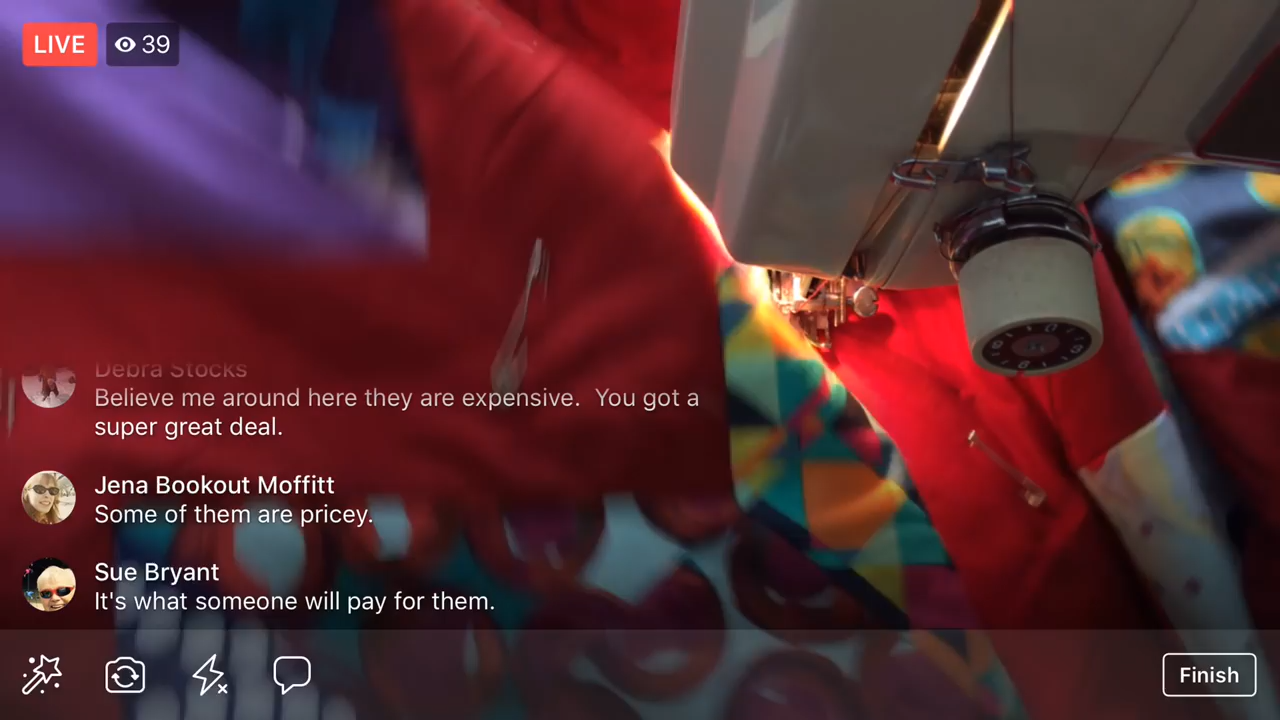 LIVE 39
Debra Stocks
Believe me around here they are expensive.  You got a
super great deal.
Jena Bookout Moffitt
Some of them are pricey.
Sue Bryant
It's what someone will pay for them.
Finish